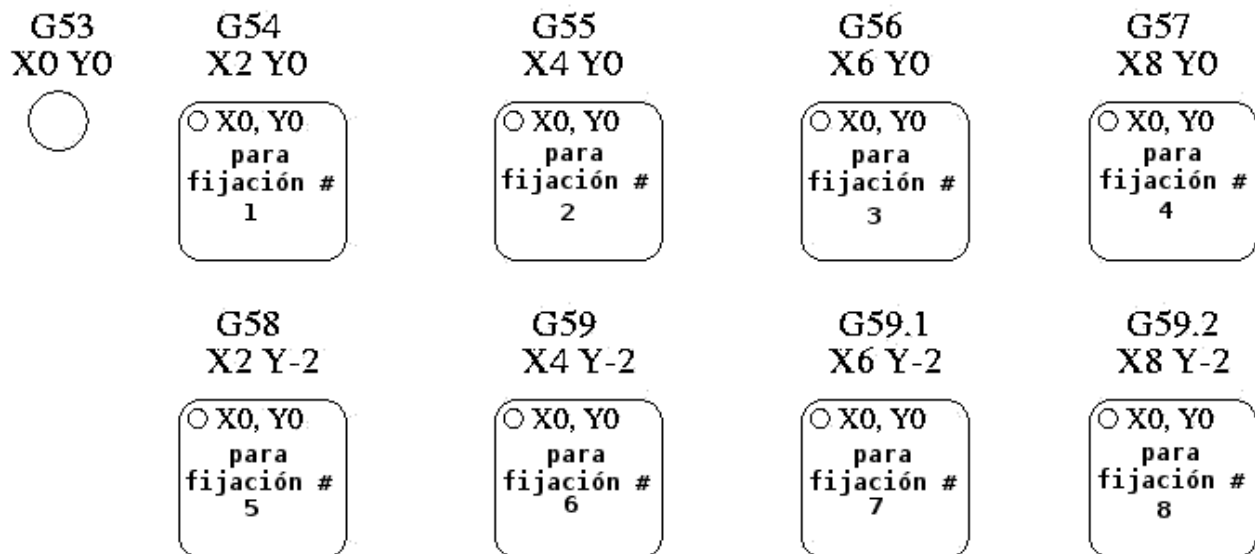 G53
X0 Y0
G54
X2 Y0
X0, Y0
para
fijación #
1
G55
X4 Y0
X0, Y0
para
fijación #
2
G56
X6 Y0
X0, Y0
para
fijación #
3
G57
X8 Y0
X0, Y0
para
fijación #
4
G58
X2 Y-2
X0, Y0
para
fijación #
5
G59
X4 Y-2
X0, Y0
para
fijación #
6
G59.1
X6 Y-2
X0, Y0
para
fijación #
7
G59.2
X8 Y-2
X0, Y0
para
fijación #
8